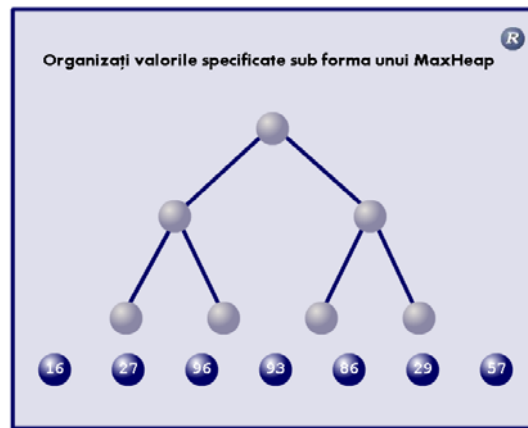 R
Organizați valorile specificate sub forma unui MaxHeap
16 27 96 93 86 29 57